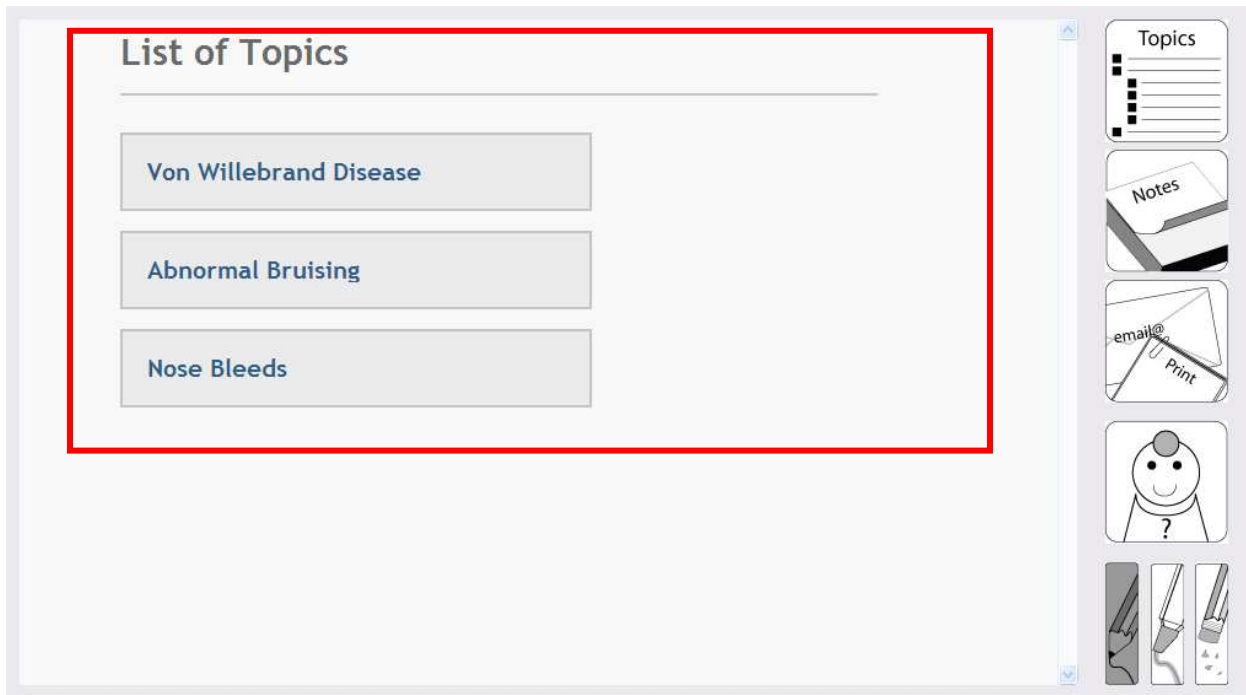 List of Topics
Von Willebrand Disease
Abnormal Bruising
Nose Bleeds
Topics
Notes
email@
Print
?